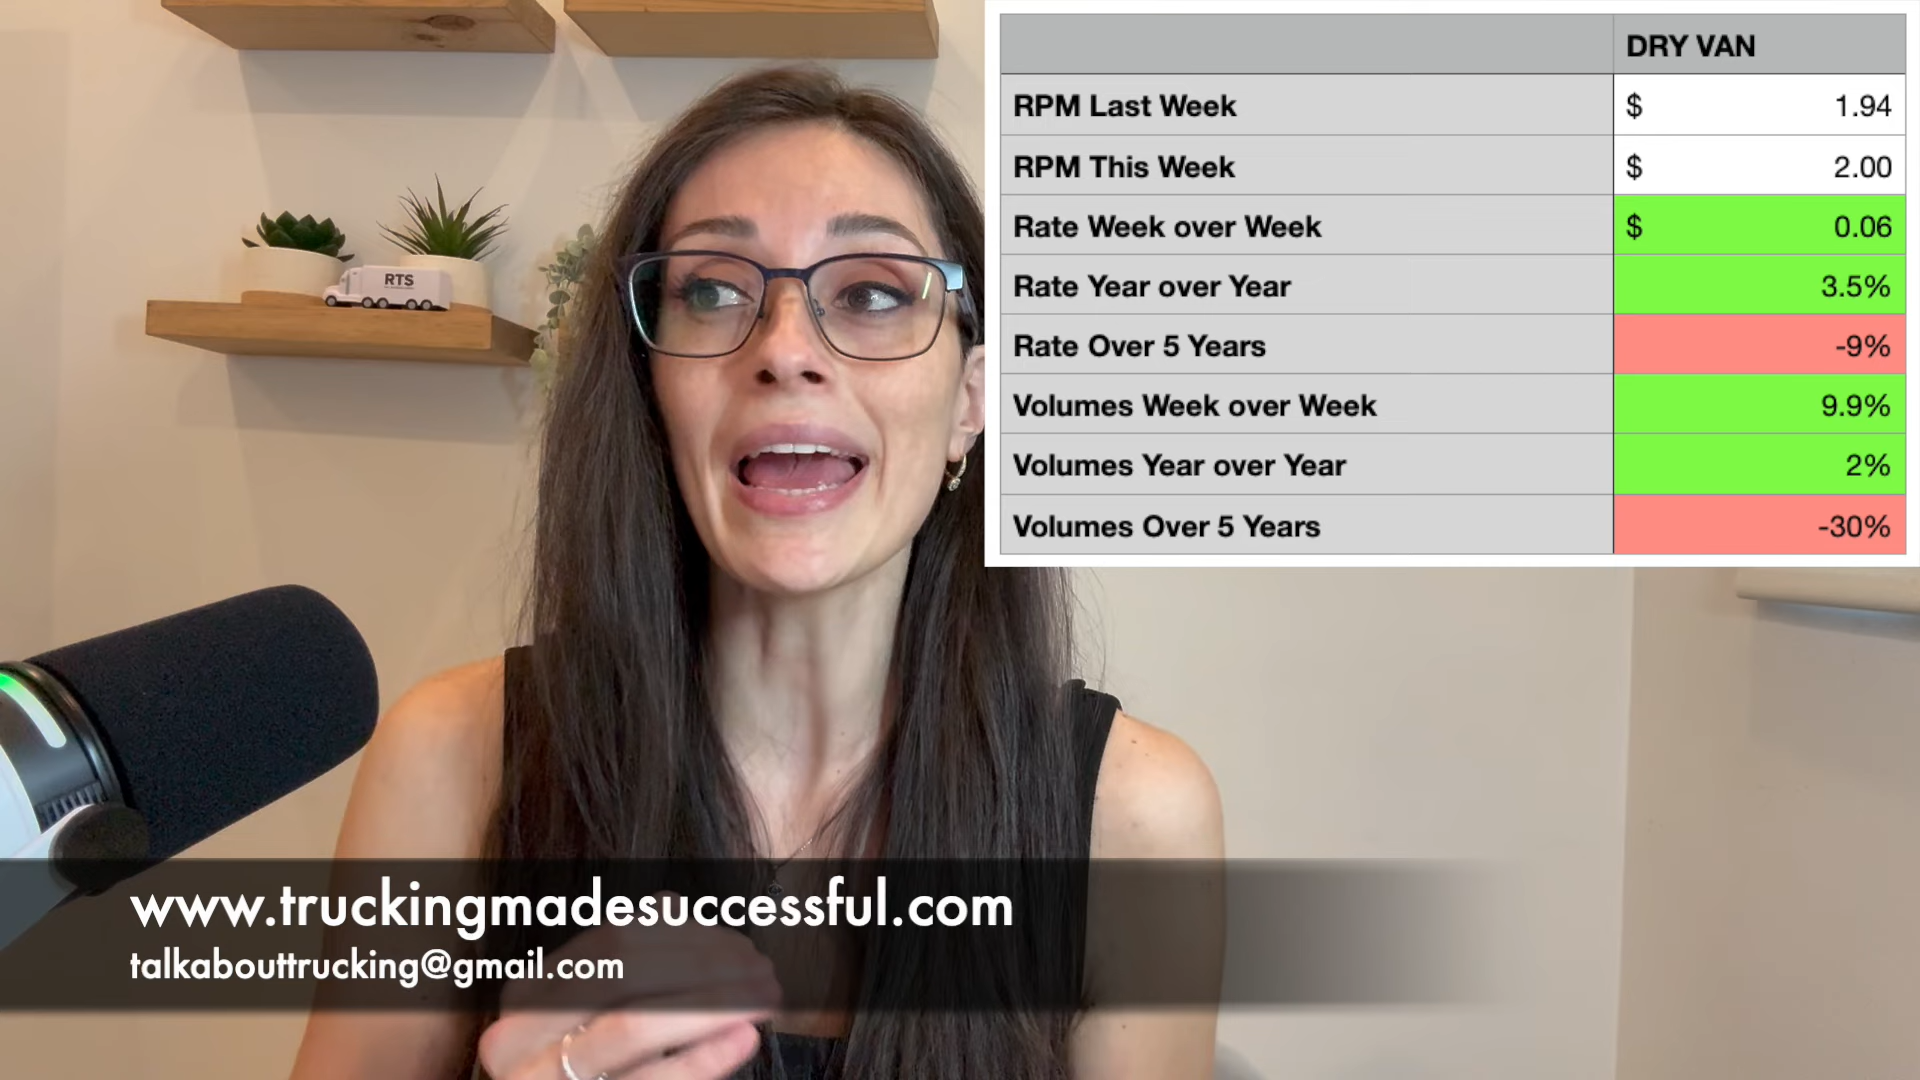 DRY VAN
RPM Last Week $ 1.94
RPM This Week $ 2.00
Rate Week over Week $ 0.06
Rate Year over Year 3.5%
Rate Over 5 Years -9%
Volumes Week over Week 9.9%
Volumes Year over Year 2%
Volumes Over 5 Years -30%
RTS
www.truckingmadesuccessful.com
talkabouttrucking@gmail.com